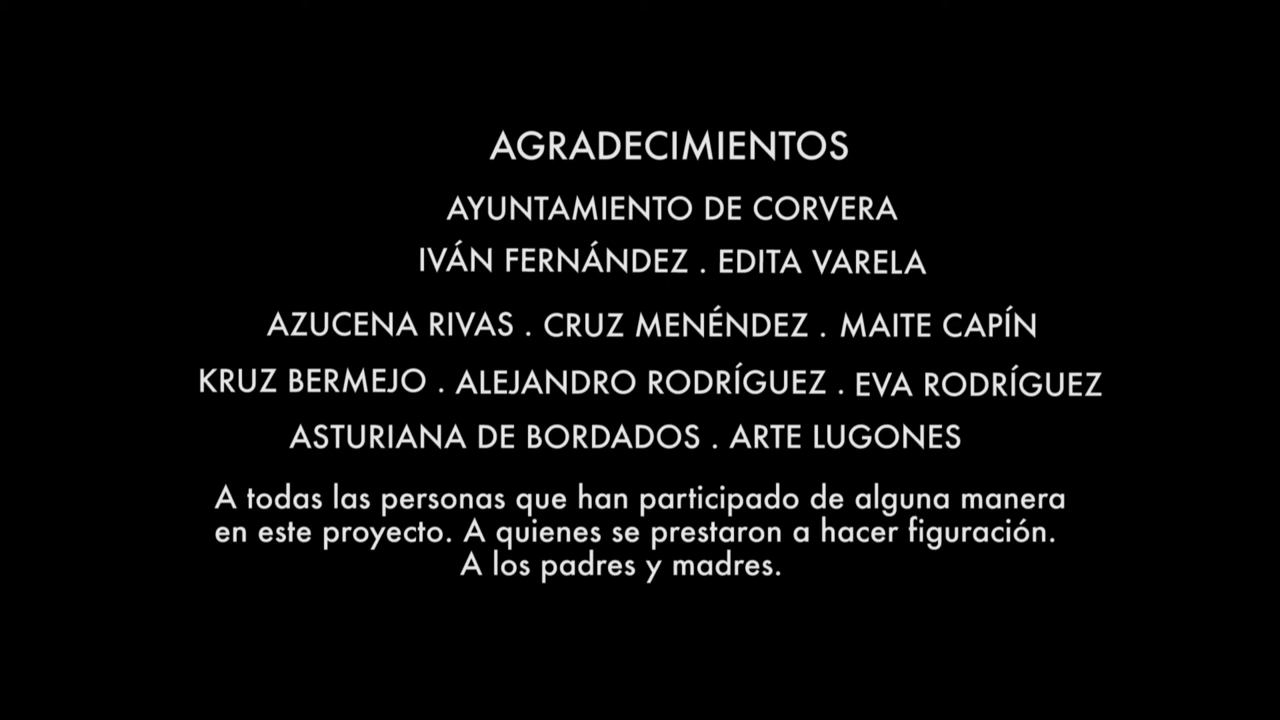 AGRADECIMIENTOS
AYUNTAMIENTO DE CORVERA
IVÁN FERNÁNDEZ . EDITA VARELA
AZUCENA RIVAS . CRUZ MENÉNDEZ . MAITE CAPÍN
KRUZ BERMEJO . ALEJANDRO RODRÍGUEZ . EVA RODRÍGUEZ
ASTURIANA DE BORDADOS . ARTE LUGONES
A todas las personas que han participado de alguna manera
en este proyecto. A quienes se prestaron a hacer figuración.
A los padres y madres.